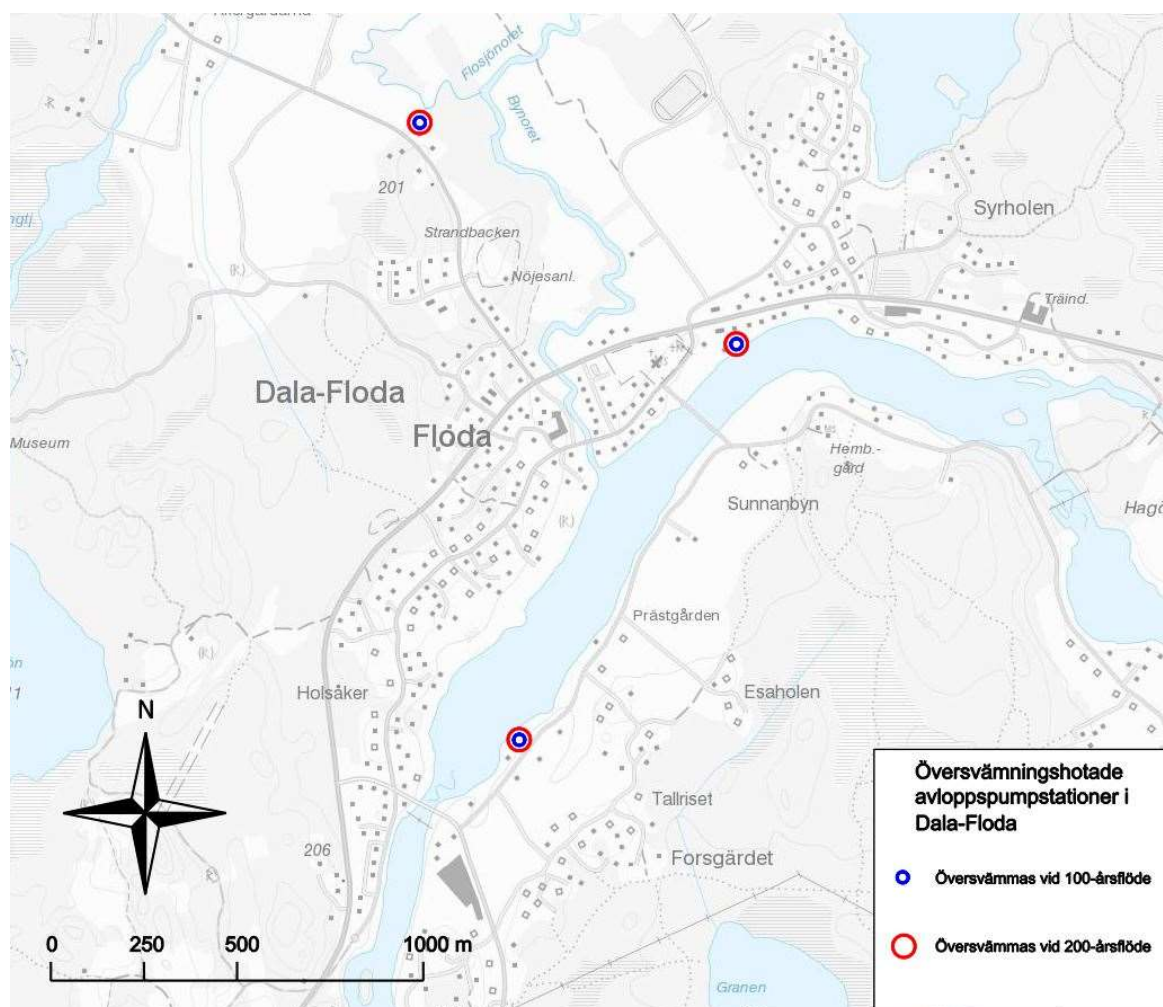 Flosjönoret
Bynoret
201
Strandbacken
Nöjesanl.
Syrholen
Träind.
(k.)
Dala-Floda
Floda
Museum
Hemb.-
gård
Sunnanbyn
(k.)
Prästgården
(k.)
Holsåker
Esaholen
N
Tallriset
206
Forsgärdet
0 250 500 1000 m
Granen
Översvämningshotade
avloppspumpstationer i
Dala-Floda
Översvämmas vid 100-årsflöde
Översvämmas vid 200-årsflöde